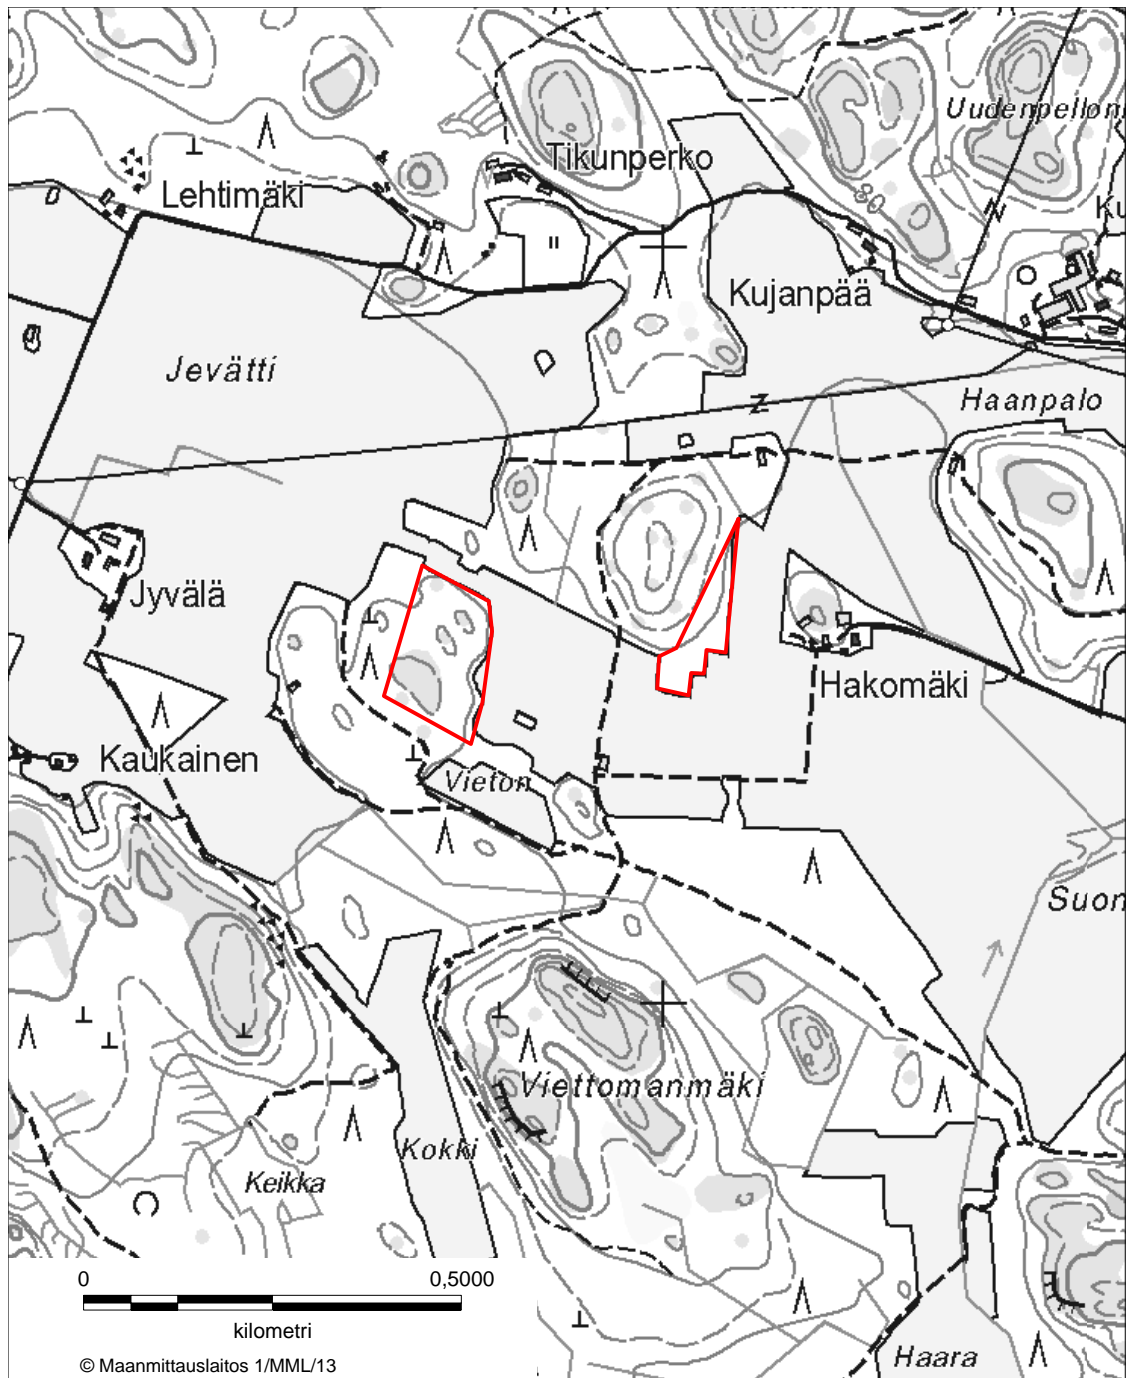 Uudenpellon
Tikunperko
Lehtimäki
Ku
Kujanpää
Jevätti
Haanpalo
Jyvälä
Hakomäki
Kaukainen
Vieton
Suon
Viettomanmäki
Kokki
Keikka
0 0,5000
kilometri
Haara
© Maanmittauslaitos 1/MML/13